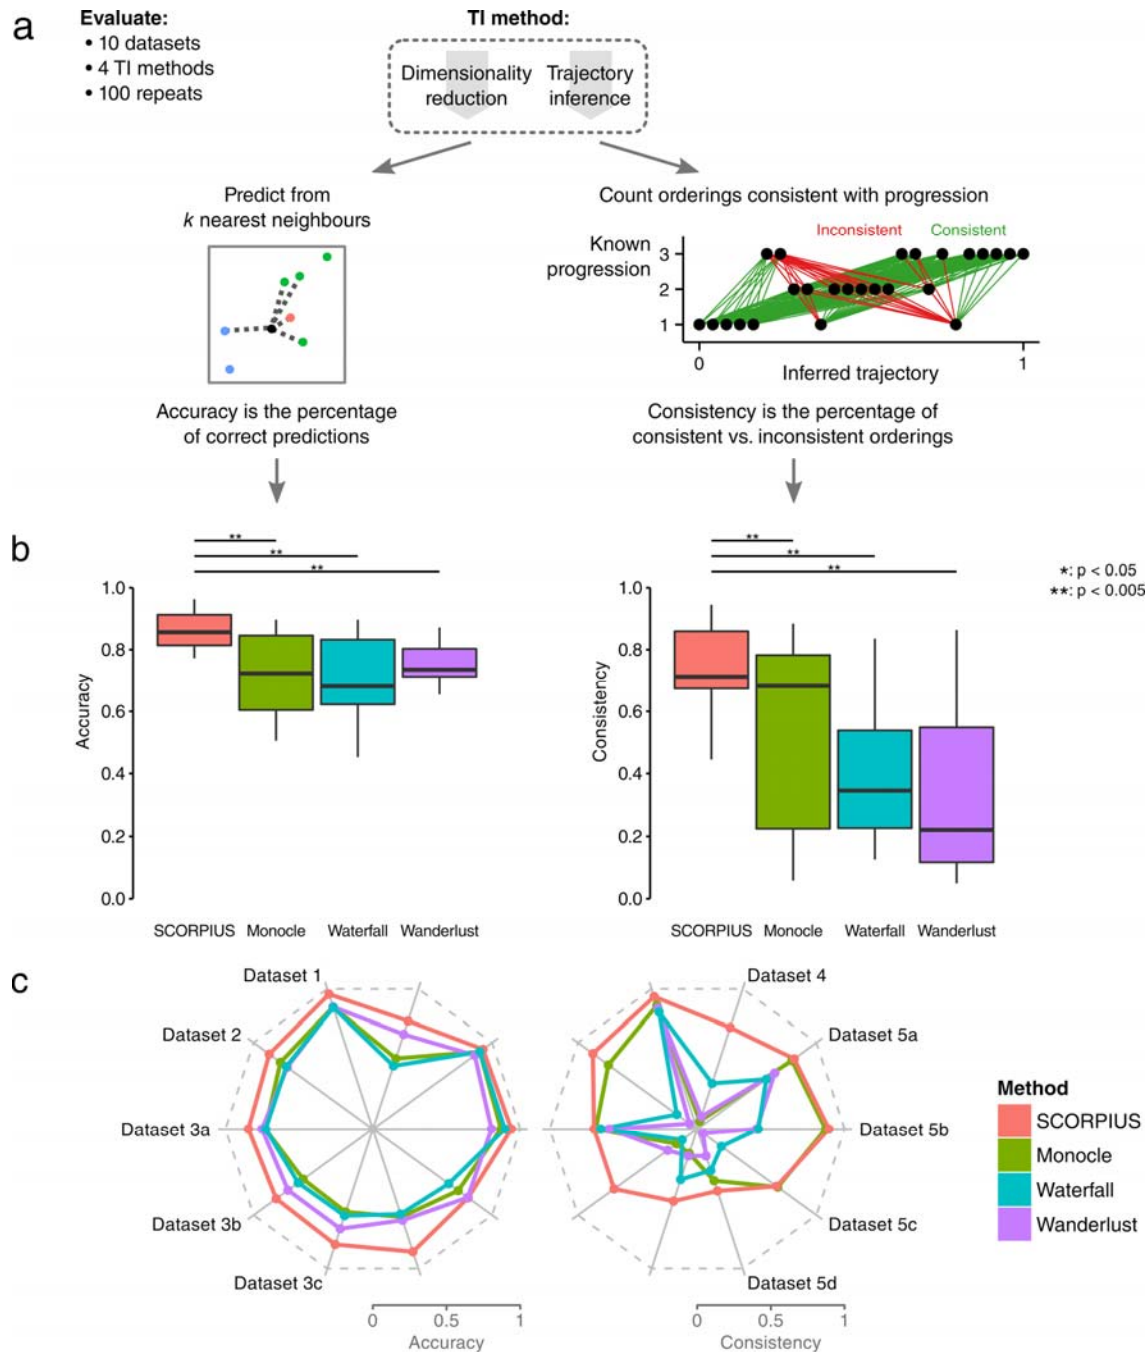 a
Evaluate:
• 10 datasets
• 4 TI methods
• 100 repeats
TI method:
Dimensionality
reduction
Trajectory
inference
Predict from
k nearest neighbours
Accuracy is the percentage
of correct predictions
Count orderings consistent with progression
Inconsistent
Consistent
Known
progression
3
2
1
0
1
Inferred trajectory
Consistency is the percentage of
consistent vs. inconsistent orderings
b
**
**
**
1.0
0.8
0.6
0.4
0.2
0.0
Accuracy
SCORPIUS
Monocle
Waterfall
Wanderlust
**
**
**
*: p < 0.05
**: p < 0.005
1.0
0.8
0.6
0.4
0.2
0.0
Consistency
SCORPIUS
Monocle
Waterfall
Wanderlust
c
Dataset 1
Dataset 2
Dataset 3a
Dataset 3b
Dataset 3c
0
0.5
1
Accuracy
Dataset 4
Dataset 5a
Dataset 5b
Dataset 5c
Dataset 5d
0
0.5
1
Consistency
Method
SCORPIUS
Monocle
Waterfall
Wanderlust